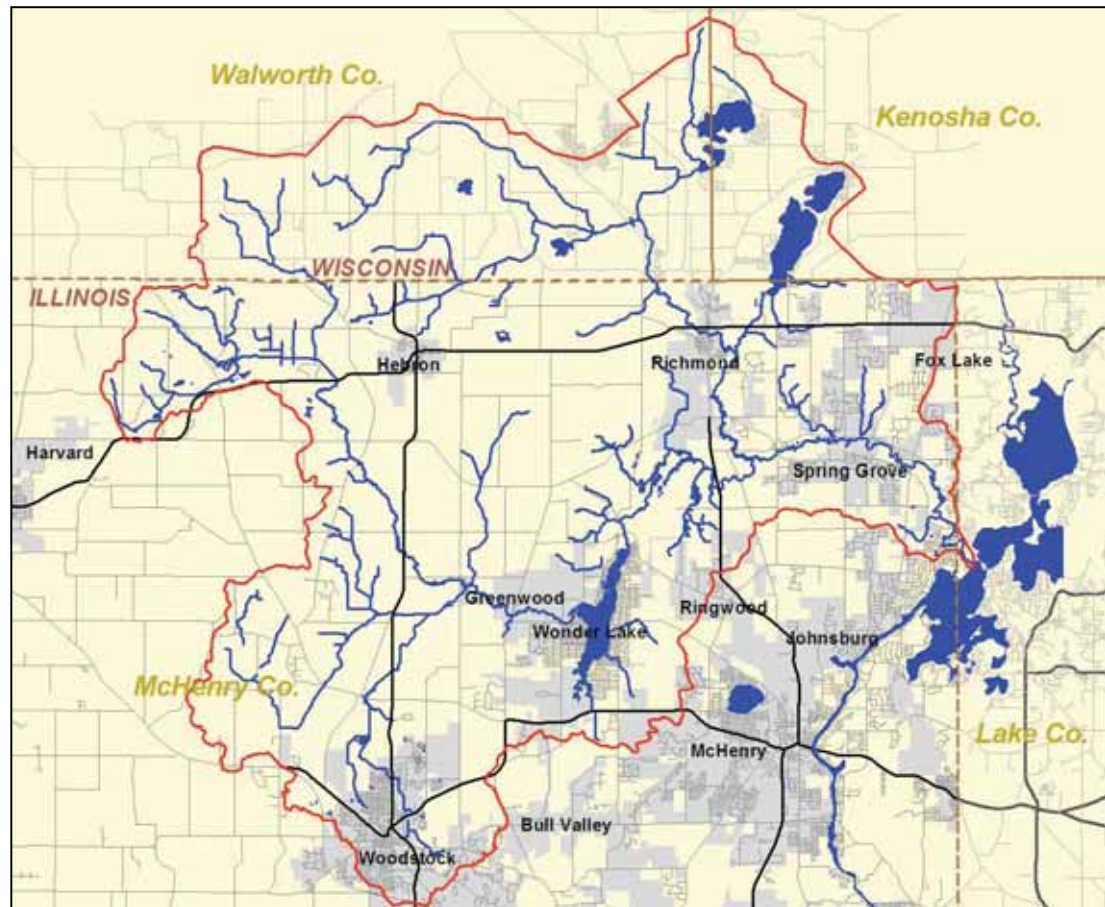 Walworth Co.
Kenosha Co.
WISCONSIN
ILLINOIS
Hebron
Richmond
Fox Lake
Harvard
Spring Grove
Greenwood
Ringwood
Wonder Lake
Johnsburg
McHenry Co.
Lake Co.
McHenry
Bull Valley
Woodstock